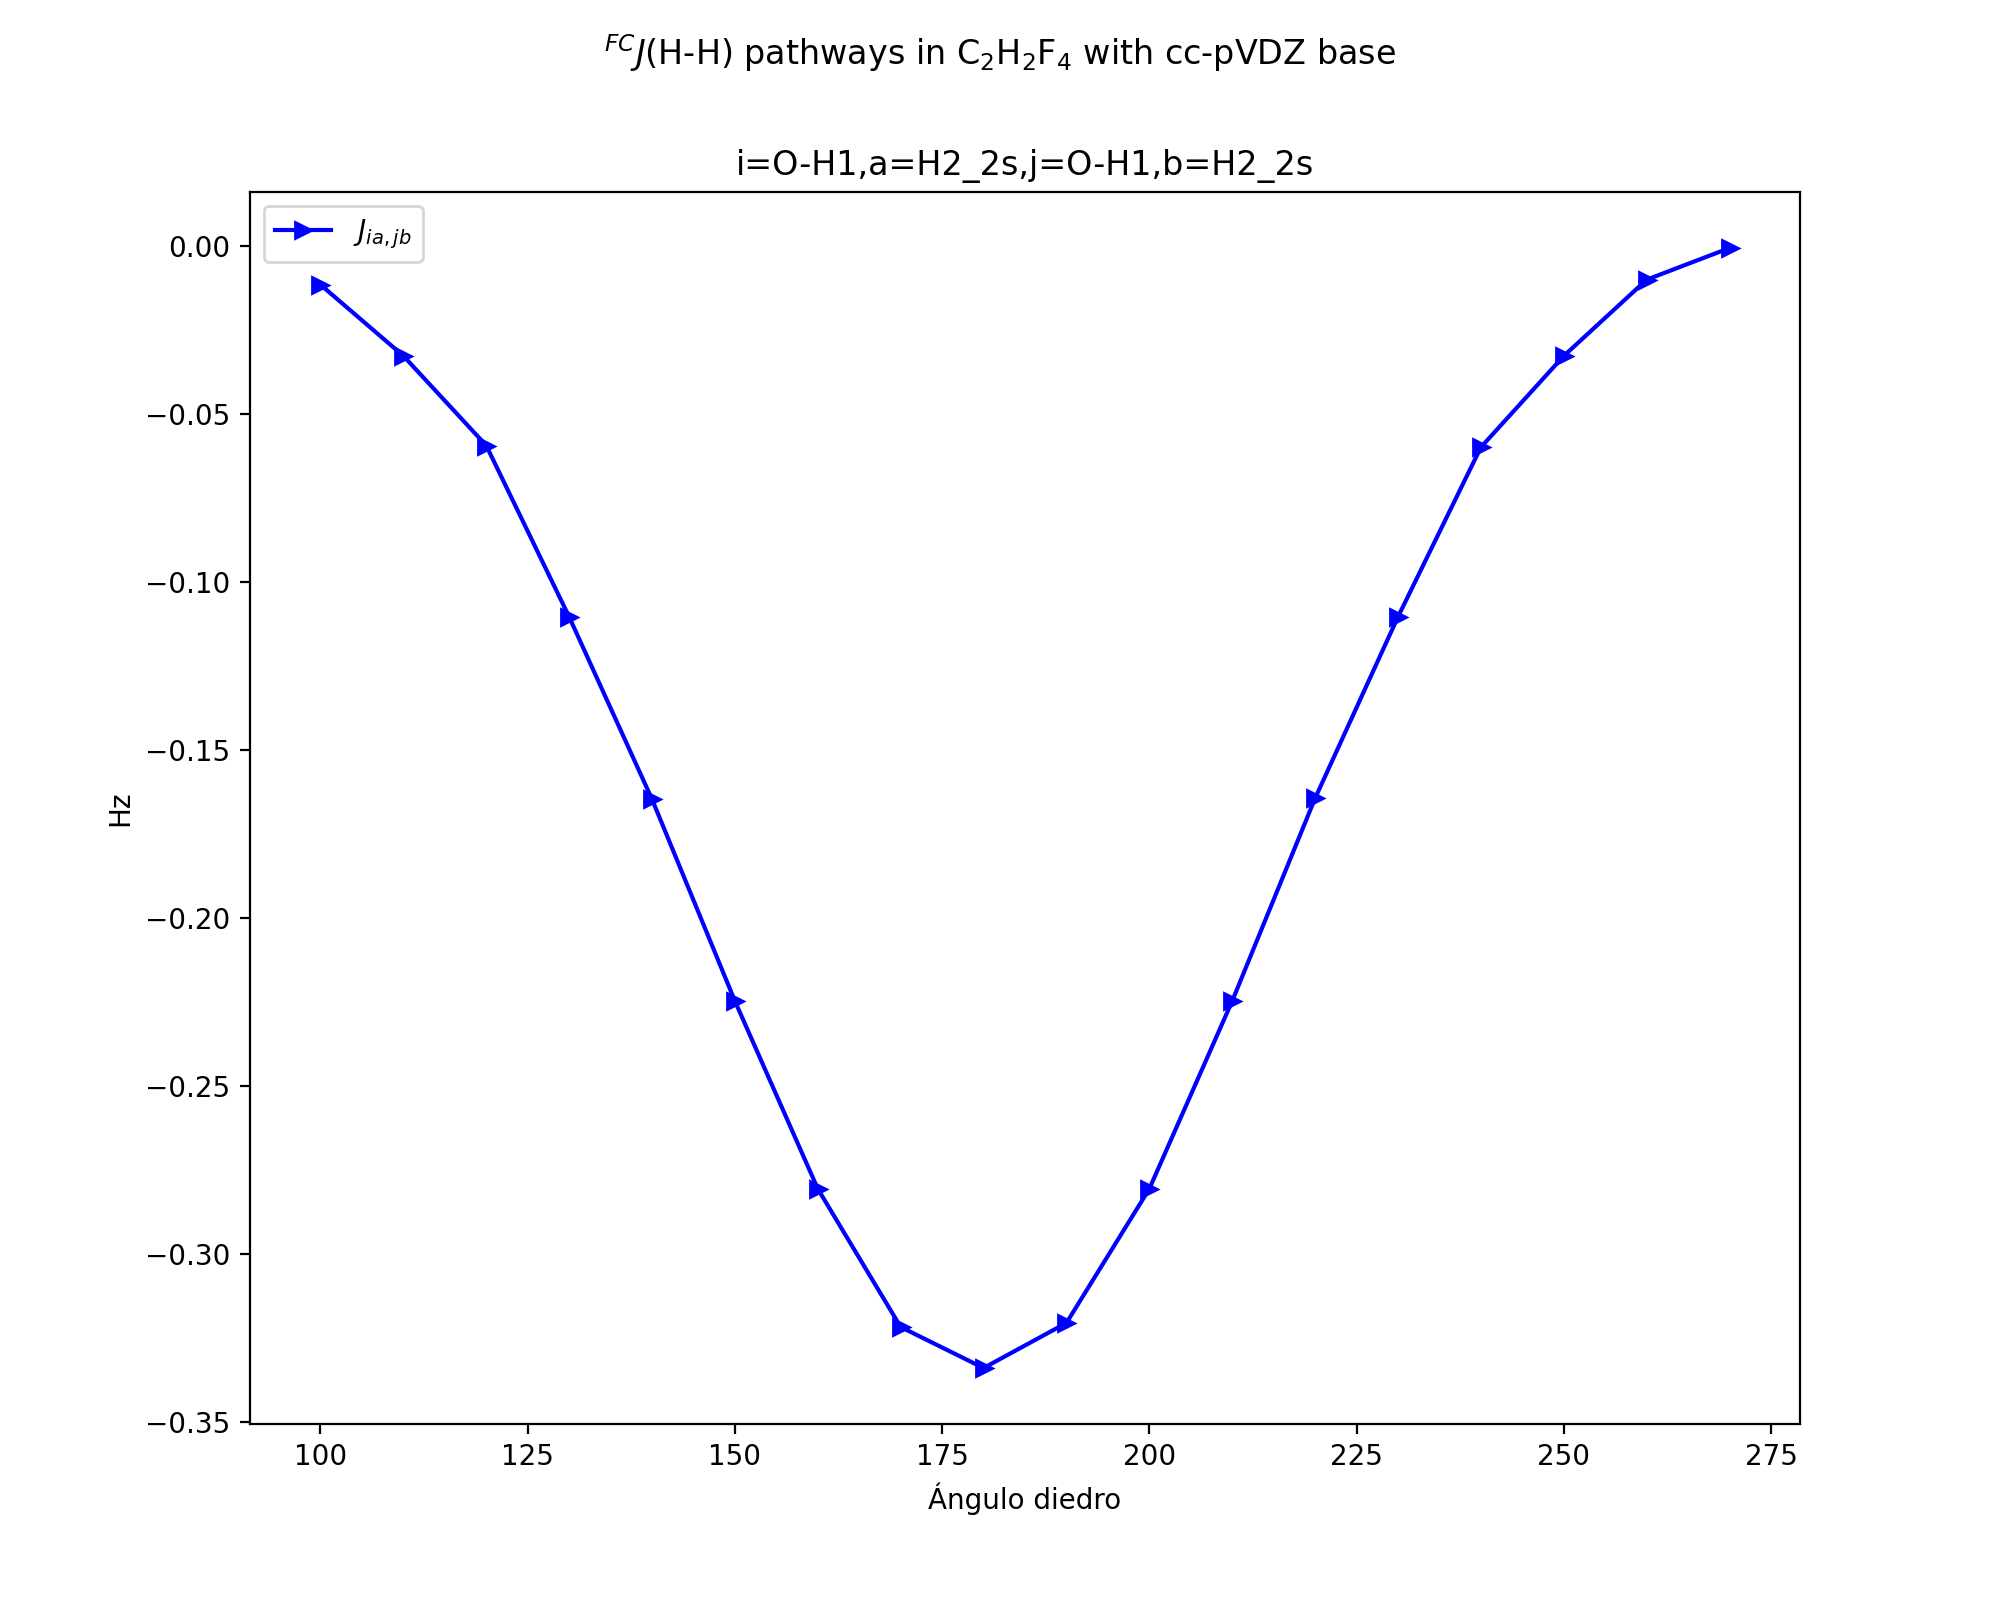 FC J(H-H) pathways in C2H2F4 with cc-pVDZ base
i=O-H1,a=H2_2s,j=O-H1,b=H2_2s
J ia, jb
0.00
−0.05
−0.10
−0.15
−0.20
−0.25
−0.30
−0.35
Hz
100 125 150 175 200 225 250 275
Ángulo diedro